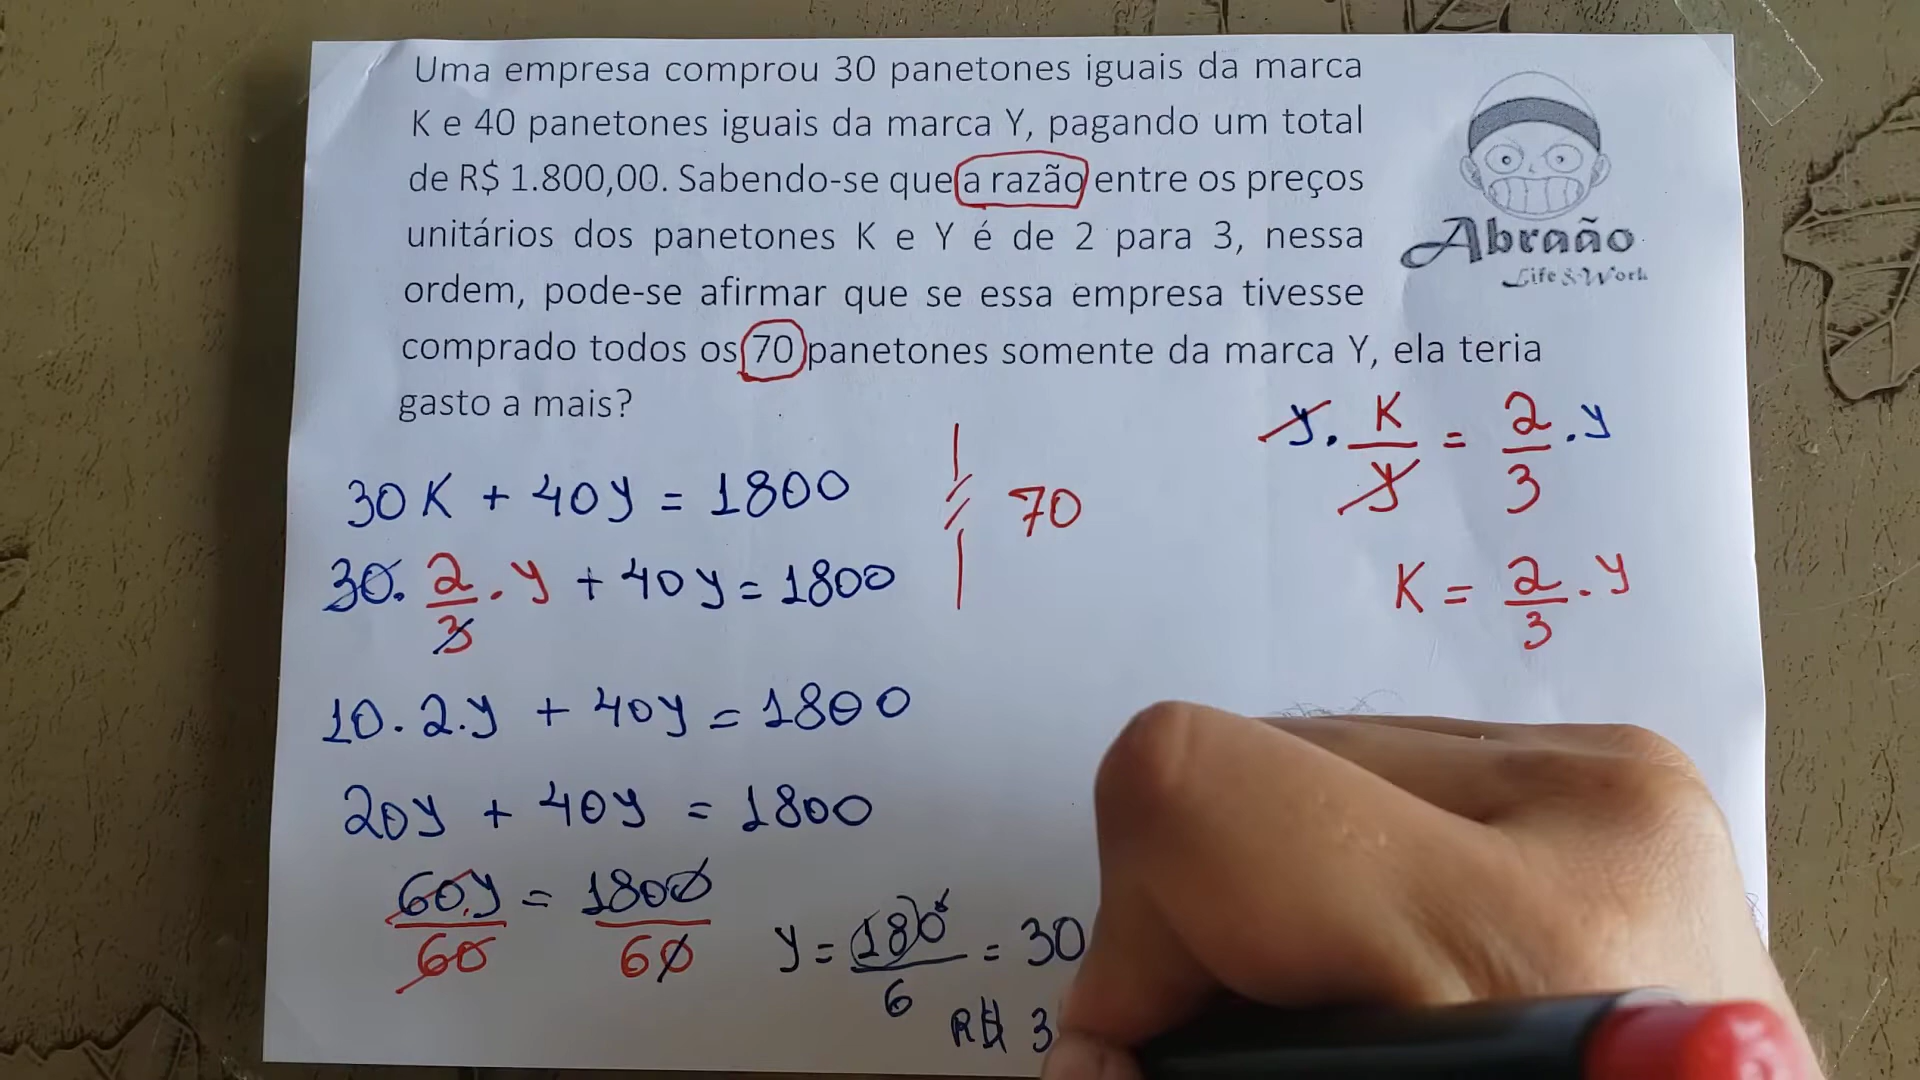 Uma empresa comprou 30 panetones iguais da marca
K e 40 panetones iguais da marca Y, pagando um total
de R$ 1.800,00. Sabendo-se que a razão entre os preços
unitários dos panetones K e Y é de 2 para 3, nessa
ordem, pode-se afirmar que se essa empresa tivesse
comprado todos os 70 panetones somente da marca Y, ela teria
gasto a mais?
Abraão
Life & Work
30K + 40y = 1800
30. 2/3 . y + 40y = 1800
10. 2.y + 40y = 1800
20y + 40y = 1800
60.y/60 = 1800/60
y = 180/6 = 30
R$ 3
70
y. K/y = 2/3 . y
K = 2/3 . y